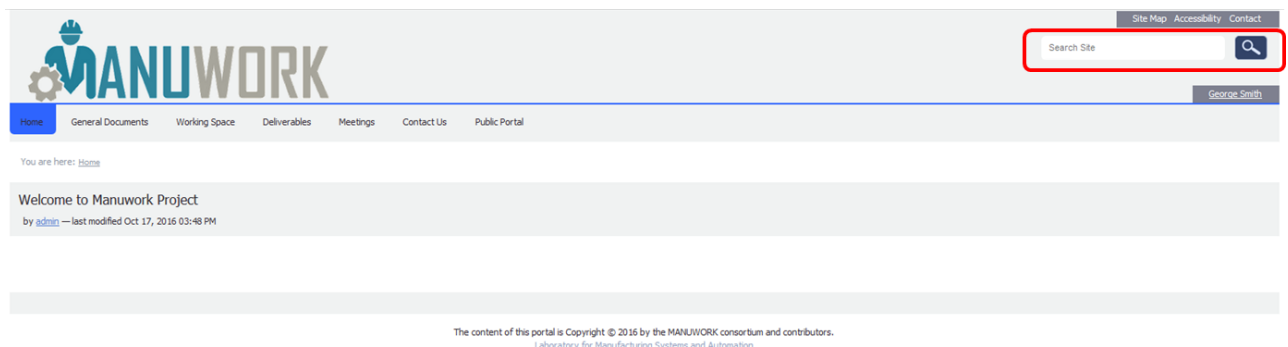 Site Map Accessibility Contact
MANUWORK
Search Site
George Smith
Home General Documents Working Space Deliverables Meetings Contact Us Public Portal
You are here: Home
Welcome to Manuwork Project
by admin — last modified Oct 17, 2016 03:48 PM
The content of this portal is Copyright © 2016 by the MANUWORK consortium and contributors.
Laboratory for Manufacturing Systems and Automation